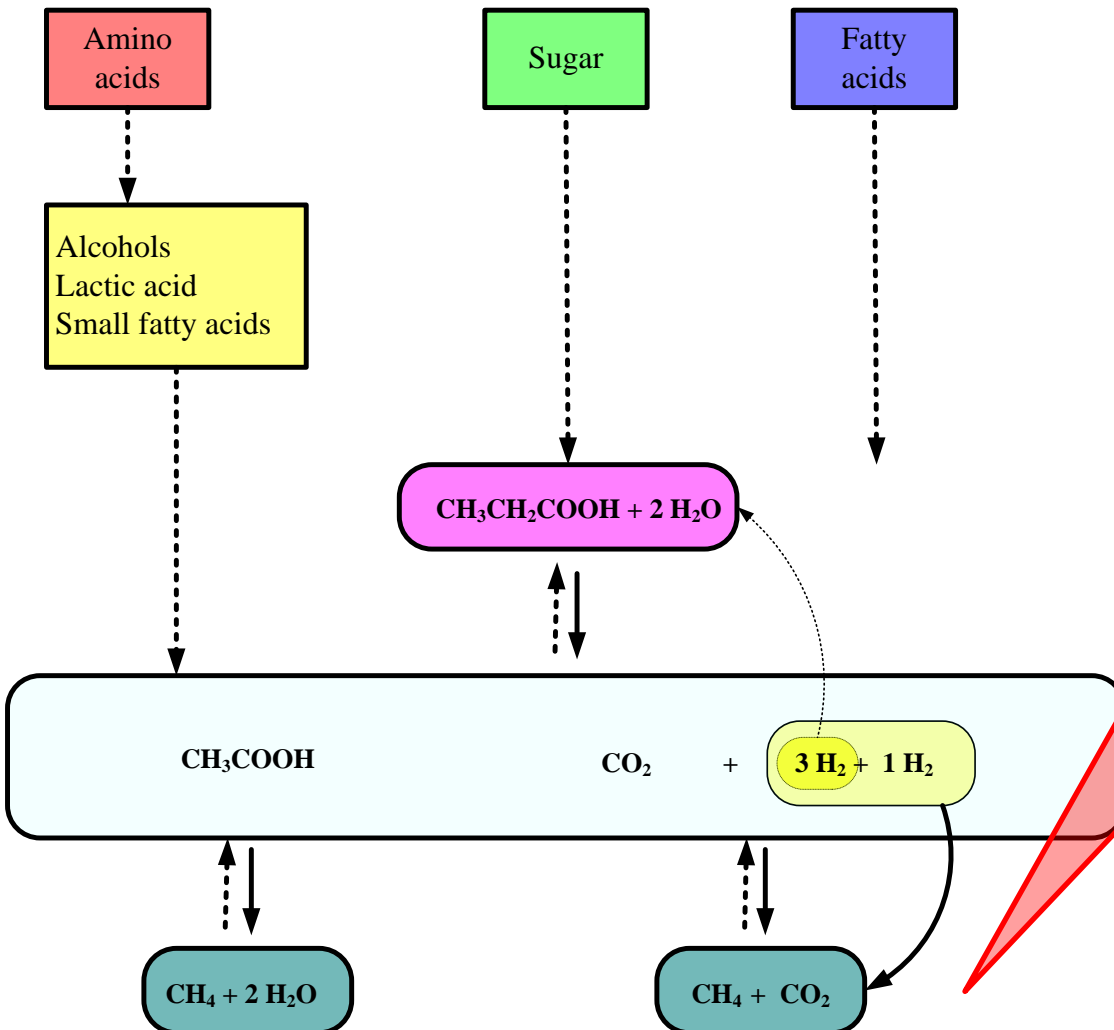 Amino
acids
Sugar
Fatty
acids
Alcohols
Lactic acid
Small fatty acids
CH₃CH₂COOH + 2 H₂O
CH₃COOH
CO₂ + 3 H₂ + 1 H₂
CH₄ + 2 H₂O
CH₄ + CO₂